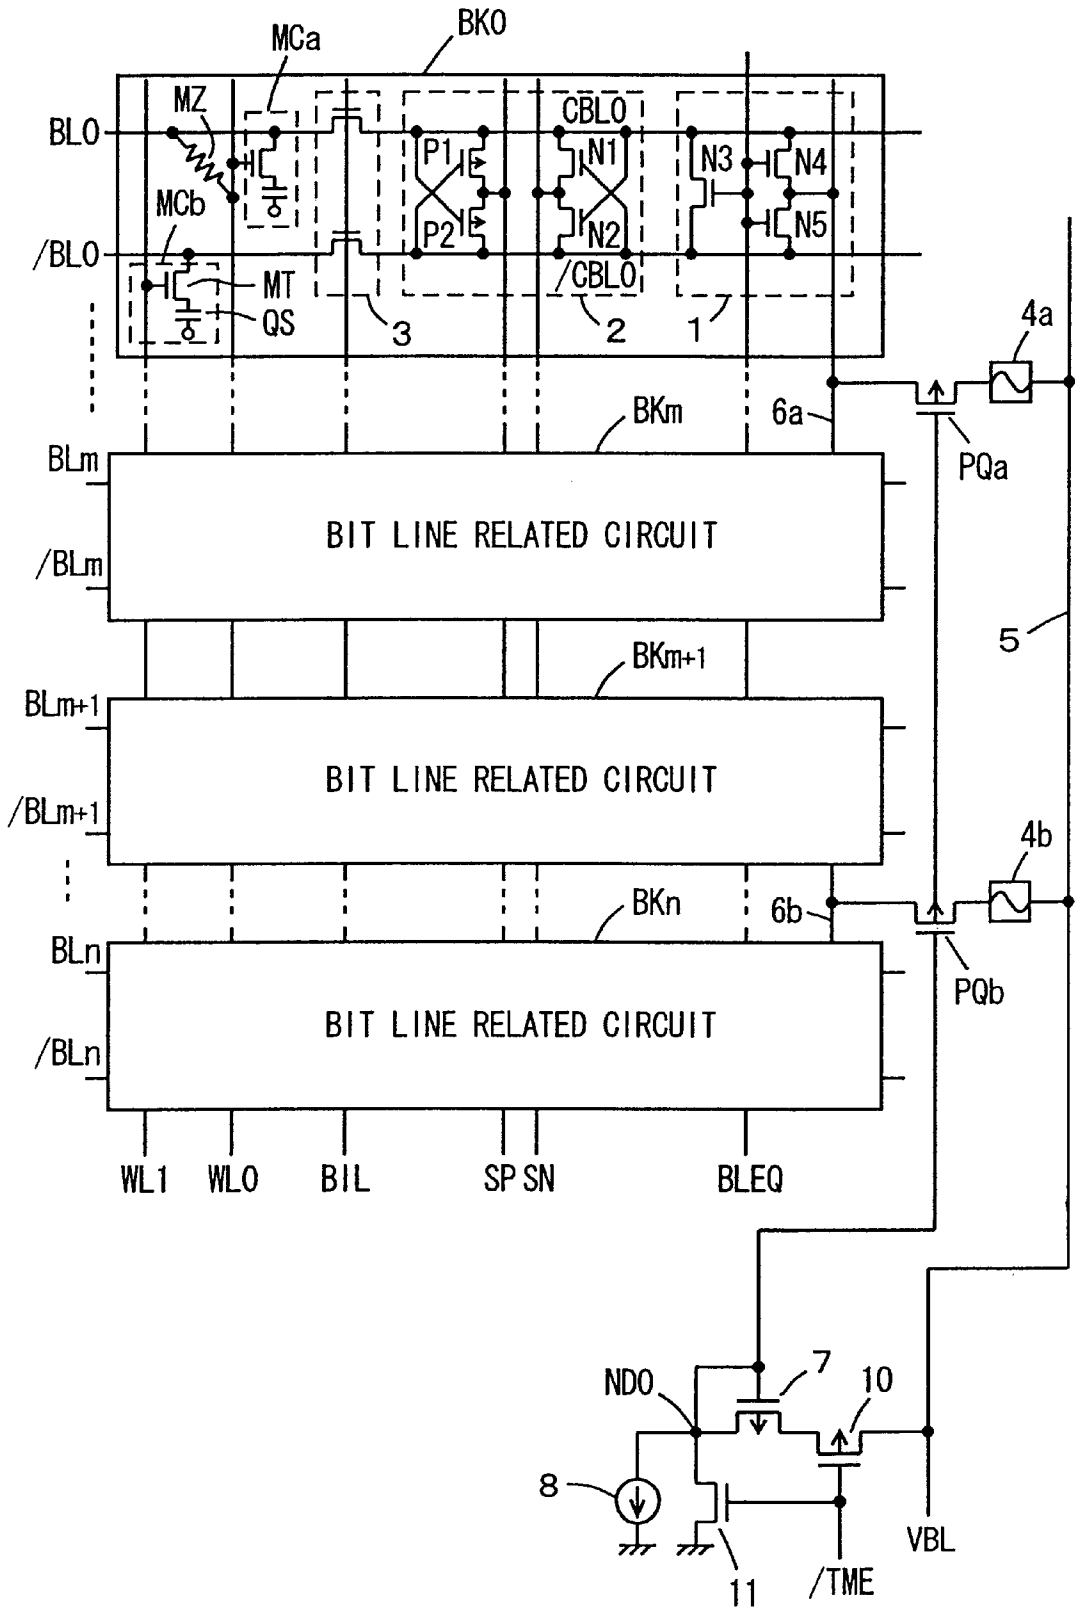 BK0
MCa
MZ
CBL0
BL0
P1
N1
N3
N4
MCb
P2
N2
N5
/BL0
/CBL0
MT
QS
3
2
1
4a
BKm
6a
BLm
PQa
BIT LINE RELATED CIRCUIT
/BLm
5
BKm+1
BLm+1
BIT LINE RELATED CIRCUIT
/BLm+1
4b
BKn
6b
BLn
PQb
BIT LINE RELATED CIRCUIT
/BLn
WL1 WL0 BIL SP SN BLEQ
7
10
ND0
8
VBL
11
/TME